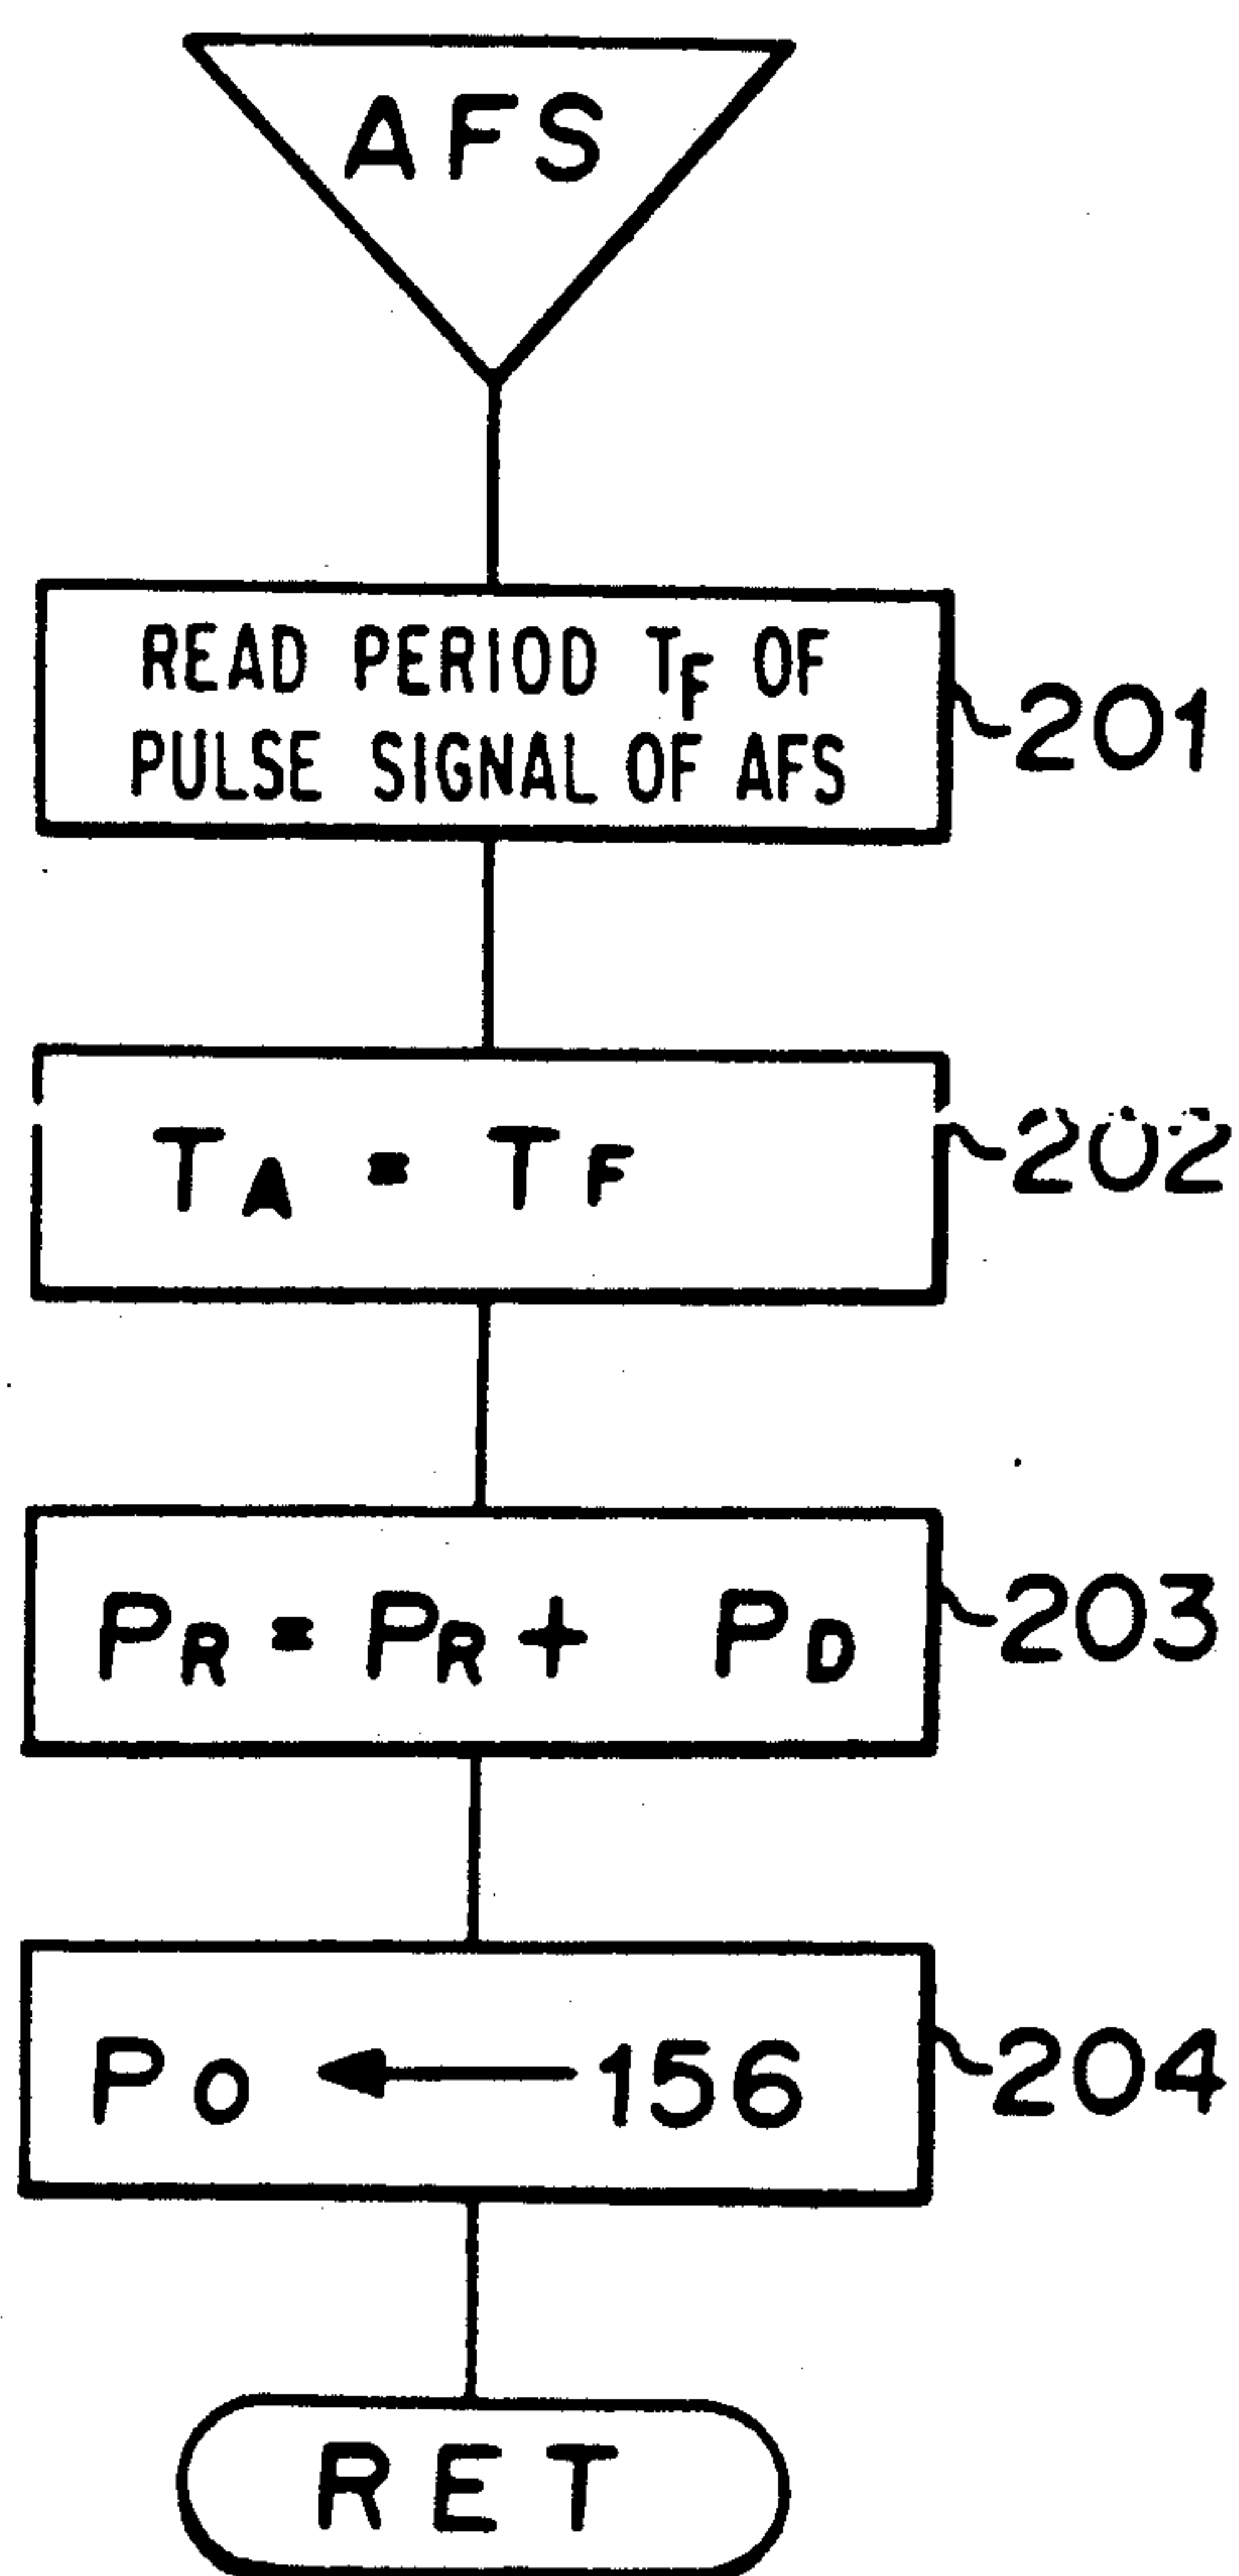 AFS
READ PERIOD TF OF
PULSE SIGNAL OF AFS
201
TA = TF
202
PR = PR + PD
203
PO ← 156
204
RET